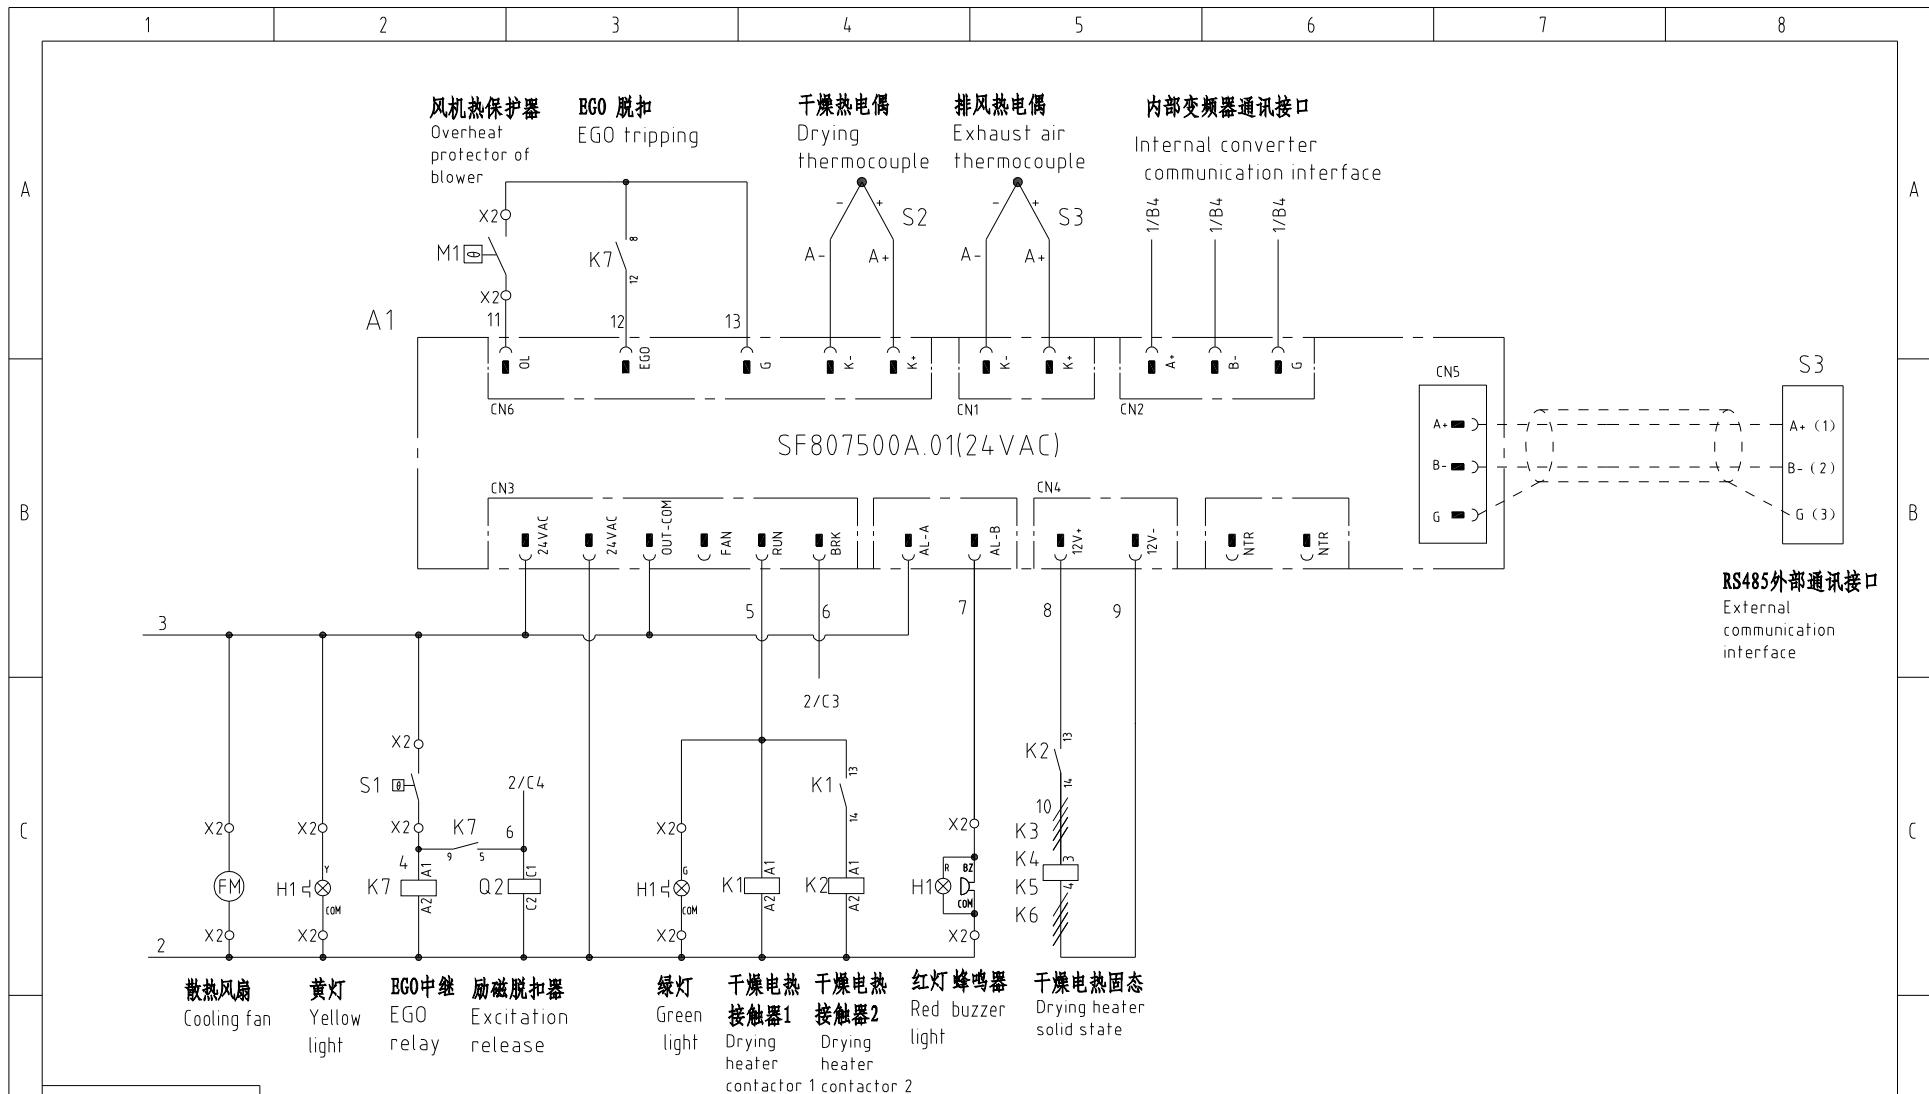 1 2 3 4 5 6 7 8
风机热保护器
Overheat
protector of
blower
EGO 脱扣
EGO tripping
干燥热电偶
Drying
thermocouple
排风热电偶
Exhaust air
thermocouple
内部变频器通讯接口
Internal converter
communication interface
A
A
X2
M1
θ
X2
K7
8
12
-
+
S2
A-
A+
-
+
S3
A-
A+
1/B4
1/B4
1/B4
A1
11
12
13
OL
EGO
G
K-
K+
K-
K+
A+
B-
G
CN6
CN1
CN2
CN5
S3
A+
A+ (1)
B-
B- (2)
G
G (3)
SF807500A.01(24VAC)
B
B
CN3
CN4
24VAC
24VAC
OUT-COM
FAN
RUN
BRK
AL-A
AL-B
12V+
12V-
NTR
NTR
RS485外部通讯接口
External
communication
interface
3
5
6
7
8
9
2/C3
C
C
X2
S1
θ
X2
X2
X2
K7
9
5
2/C4
6
4
FM
H1
Y
COM
K7
A1
A2
Q2
C1
C2
X2
X2
X2
H1
G
COM
X2
K1
A1
A2
K1
13
14
K2
A1
A2
X2
R
BZ
H1
COM
X2
K2
13
14
10
K3
K4
K5
K6
3
4
2
散热风扇
Cooling fan
黄灯
Yellow
light
EGO中继
EGO
relay
励磁脱扣器
Excitation
release
绿灯
Green
light
干燥电热
接触器1
Drying
heater
contactor 1
干燥电热
接触器2
Drying
heater
contactor 2
红灯 蜂鸣器
Red buzzer
light
干燥电热固态
Drying heater
solid state